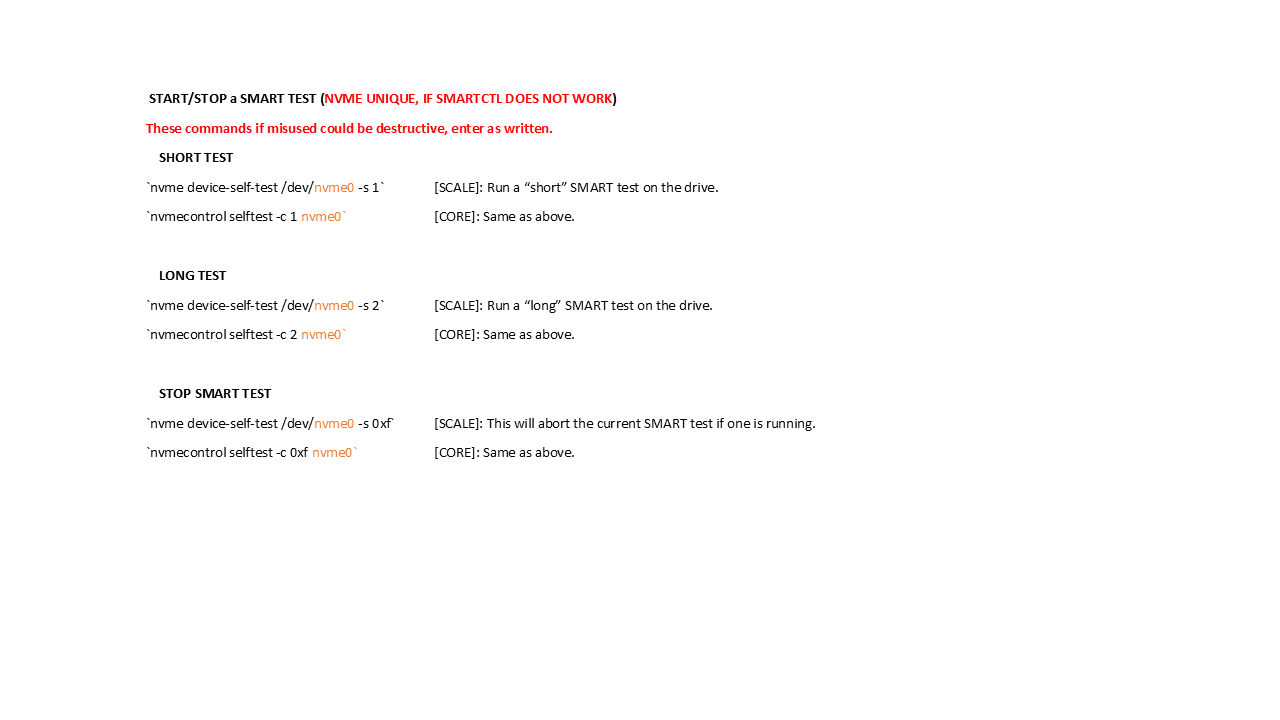 START/STOP a SMART TEST (NVME UNIQUE, IF SMARTCTL DOES NOT WORK)
These commands if misused could be destructive, enter as written.
SHORT TEST
`nvme device-self-test /dev/nvme0 -s 1` [SCALE]: Run a “short” SMART test on the drive.
`nvmecontrol selftest -c 1 nvme0` [CORE]: Same as above.
LONG TEST
`nvme device-self-test /dev/nvme0 -s 2` [SCALE]: Run a “long” SMART test on the drive.
`nvmecontrol selftest -c 2 nvme0` [CORE]: Same as above.
STOP SMART TEST
`nvme device-self-test /dev/nvme0 -s 0xf` [SCALE]: This will abort the current SMART test if one is running.
`nvmecontrol selftest -c 0xf nvme0` [CORE]: Same as above.